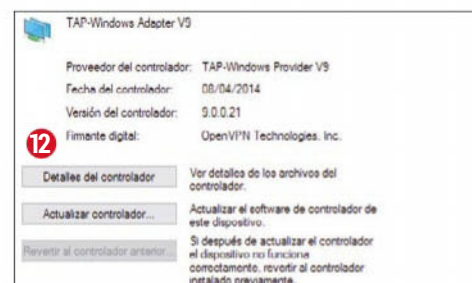 TAP-Windows Adapter V9
Proveedor del controlador: TAP-Windows Provider V9
Fecha del controlador: 08/04/2014
Versión del controlador: 9.0.0.21
Firmante digital: OpenVPN Technologies, Inc.
12
Detalles del controlador
Ver detalles de los archivos del
controlador.
Actualizar controlador...
Actualizar el software de controlador de
este dispositivo.
Revertir al controlador anterior...
Si después de actualizar el controlador
el dispositivo no funciona
correctamente, revertir al controlador
instalado previamente.